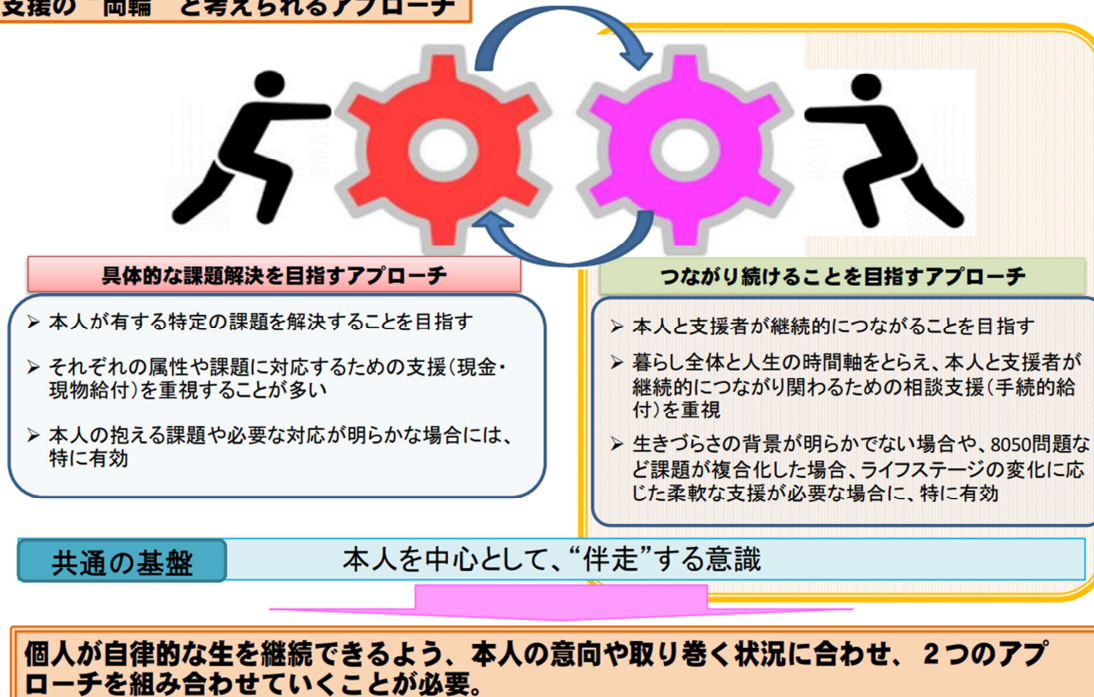 支援の“両輪”と考えられるアプローチ
具体的な課題解決を目指すアプローチ
➢ 本人が有する特定の課題を解決することを目指す
➢ それぞれの属性や課題に対応するための支援(現金・
現物給付)を重視することが多い
➢ 本人の抱える課題や必要な対応が明らかな場合には、
特に有効
つながり続けることを目指すアプローチ
➢ 本人と支援者が継続的につながることを目指す
➢ 暮らし全体と人生の時間軸をとらえ、本人と支援者が
継続的につながり関わるための相談支援(手続的給
付)を重視
➢ 生きづらさの背景が明らかでない場合や、8050問題な
ど課題が複合化した場合、ライフステージの変化に応
じた柔軟な支援が必要な場合に、特に有効
共通の基盤
本人を中心として、“伴走”する意識
個人が自律的な生を継続できるよう、本人の意向や取り巻く状況に合わせ、２つのアプ
ローチを組み合わせていくことが必要。